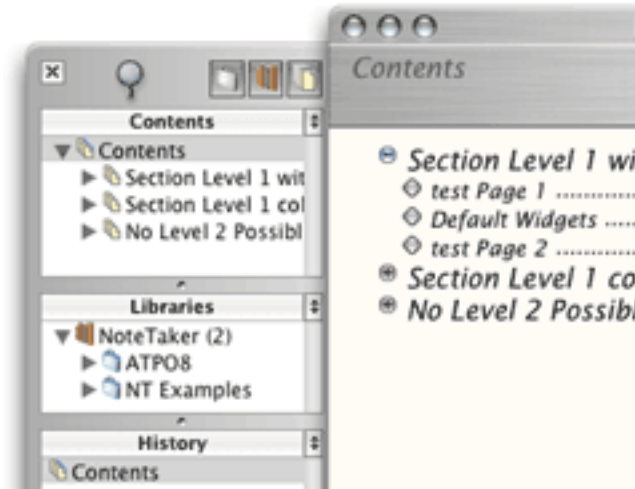 Contents
Contents
Section Level 1 wit
Section Level 1 col
No Level 2 Possibl
Libraries
NoteTaker (2)
ATPO8
NT Examples
History
Contents
Contents
Section Level 1 wi
test Page 1 ..............
Default Widgets .....
test Page 2 ..............
Section Level 1 co
No Level 2 Possibl